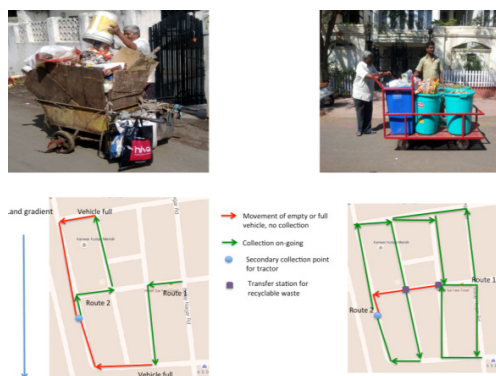 hiva
Land gradient
Vehicle full
Route 2
Route 1
Vehicle full
Movement of empty or full
vehicle, no collection
Collection on-going
Secondary collection point
for tractor
Transfer station for
recyclable waste
Route 1
Route 2